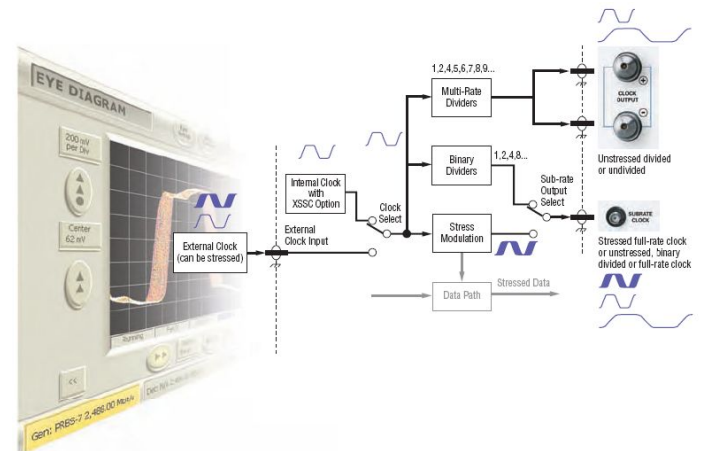 EYE DIAGRAM
200 mV
per Div
Center
62 mV
Running
Gen: PRBS-7 2,488.00 Mbit/s
External Clock
(can be stressed)
External
Clock Input
Internal Clock
with
XSSC Option
Clock
Select
1,2,4,5,6,7,8,9...
Multi-Rate
Dividers
Binary
Dividers
1,2,4,8...
Stress
Modulation
Data Path
Stressed Data
Sub-rate
Output
Select
CLOCK
OUTPUT
+
−
Unstressed divided
or undivided
SUBRATE
CLOCK
Stressed full-rate clock
or unstressed, binary
divided or full-rate clock